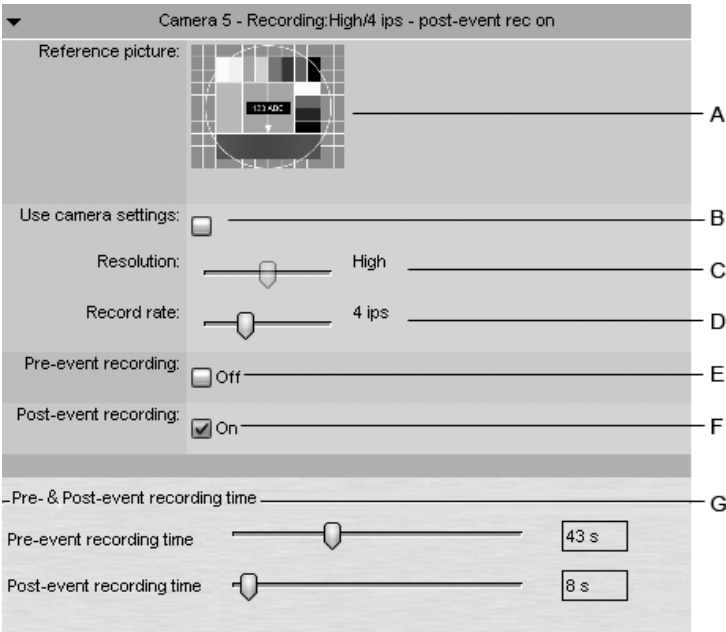 Camera 5 - Recording:High/4 ips - post-event rec on
Reference picture:
123 ABC
A
Use camera settings:
B
Resolution: High
C
Record rate: 4 ips
D
Pre-event recording: Off
E
Post-event recording: On
F
Pre- & Post-event recording time
G
Pre-event recording time 43 s
Post-event recording time 8 s